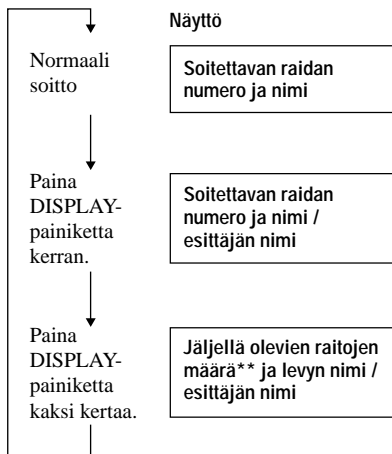 Näyttö
Normaali
soitto
Soitettavan raidan
numero ja nimi
Paina
DISPLAY-
painiketta
kerran.
Soitettavan raidan
numero ja nimi /
esittäjän nimi
Paina
DISPLAY-
painiketta
kaksi kertaa.
Jäljellä olevien raitojen
määrä** ja levyn nimi /
esittäjän nimi